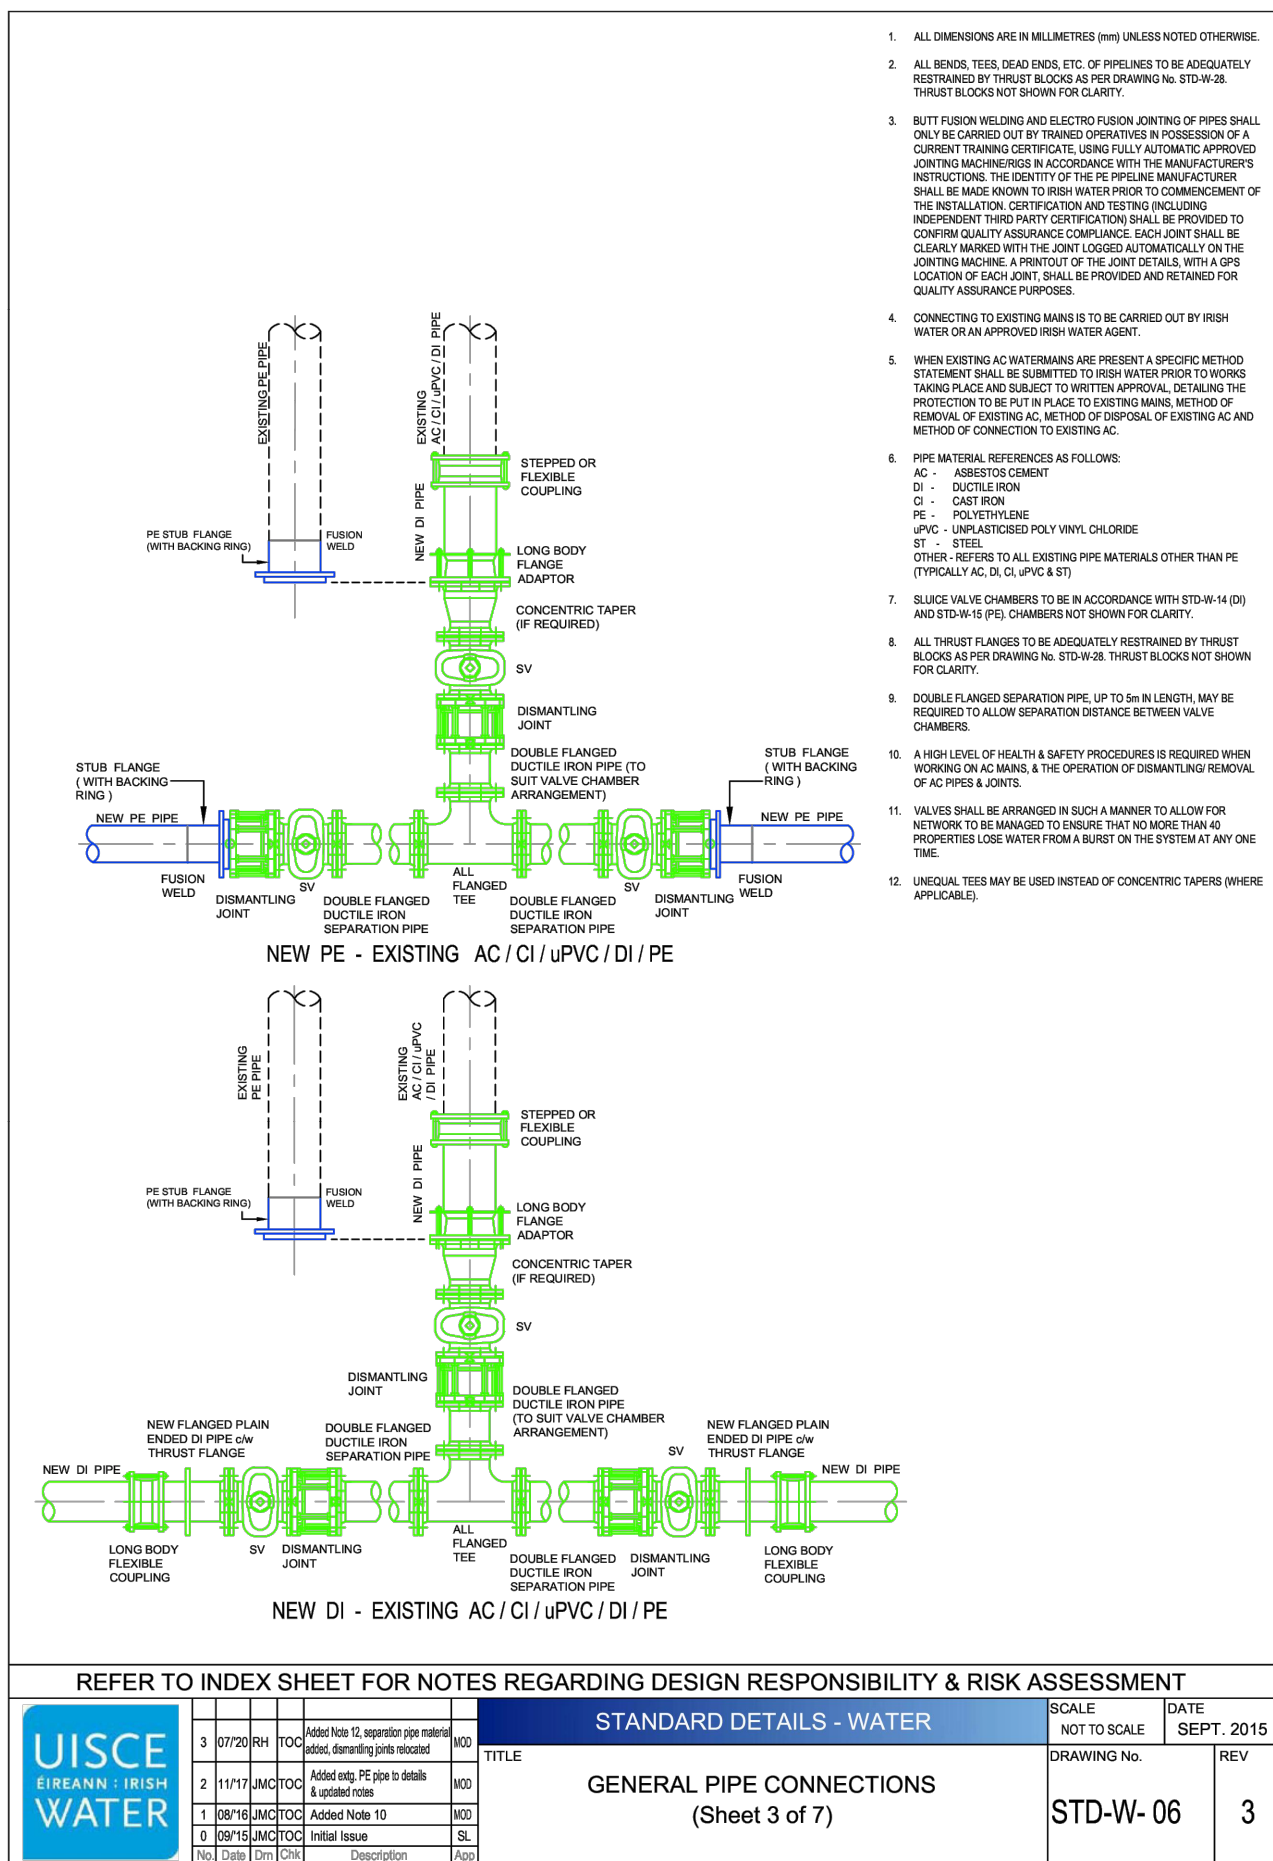 1. ALL DIMENSIONS ARE IN MILLIMETRES (mm) UNLESS NOTED OTHERWISE.
2. ALL BENDS, TEES, DEAD ENDS, ETC. OF PIPELINES TO BE ADEQUATELY
RESTRAINED BY THRUST BLOCKS AS PER DRAWING No. STD-W-28.
THRUST BLOCKS NOT SHOWN FOR CLARITY.
3. BUTT FUSION WELDING AND ELECTRO FUSION JOINTING OF PIPES SHALL
ONLY BE CARRIED OUT BY TRAINED OPERATIVES IN POSSESSION OF A
CURRENT TRAINING CERTIFICATE, USING FULLY AUTOMATIC APPROVED
JOINTING MACHINE/RIGS IN ACCORDANCE WITH THE MANUFACTURER'S
INSTRUCTIONS. THE IDENTITY OF THE PE PIPELINE MANUFACTURER
SHALL BE MADE KNOWN TO IRISH WATER PRIOR TO COMMENCEMENT OF
THE INSTALLATION. CERTIFICATION AND TESTING (INCLUDING
INDEPENDENT THIRD PARTY CERTIFICATION) SHALL BE PROVIDED TO
CONFIRM QUALITY ASSURANCE COMPLIANCE. EACH JOINT SHALL BE
CLEARLY MARKED WITH THE JOINT LOGGED AUTOMATICALLY ON THE
JOINTING MACHINE. A PRINTOUT OF THE JOINT DETAILS, WITH A GPS
LOCATION OF EACH JOINT, SHALL BE PROVIDED AND RETAINED FOR
QUALITY ASSURANCE PURPOSES.
4. CONNECTING TO EXISTING MAINS IS TO BE CARRIED OUT BY IRISH
WATER OR AN APPROVED IRISH WATER AGENT.
5. WHEN EXISTING AC WATERMAINS ARE PRESENT A SPECIFIC METHOD
STATEMENT SHALL BE SUBMITTED TO IRISH WATER PRIOR TO WORKS
TAKING PLACE AND SUBJECT TO WRITTEN APPROVAL, DETAILING THE
PROTECTION TO BE PUT IN PLACE TO EXISTING MAINS, METHOD OF
REMOVAL OF EXISTING AC, METHOD OF DISPOSAL OF EXISTING AC AND
METHOD OF CONNECTION TO EXISTING AC.
6. PIPE MATERIAL REFERENCES AS FOLLOWS:
AC - ASBESTOS CEMENT
DI - DUCTILE IRON
CI - CAST IRON
PE - POLYETHYLENE
uPVC - UNPLASTICISED POLY VINYL CHLORIDE
ST - STEEL
OTHER - REFERS TO ALL EXISTING PIPE MATERIALS OTHER THAN PE
(TYPICALLY AC, DI, CI, uPVC & ST)
7. SLUICE VALVE CHAMBERS TO BE IN ACCORDANCE WITH STD-W-14 (DI)
AND STD-W-15 (PE). CHAMBERS NOT SHOWN FOR CLARITY.
8. ALL THRUST FLANGES TO BE ADEQUATELY RESTRAINED BY THRUST
BLOCKS AS PER DRAWING No. STD-W-28. THRUST BLOCKS NOT SHOWN
FOR CLARITY.
9. DOUBLE FLANGED SEPARATION PIPE, UP TO 5m IN LENGTH, MAY BE
REQUIRED TO ALLOW SEPARATION DISTANCE BETWEEN VALVE
CHAMBERS.
10. A HIGH LEVEL OF HEALTH & SAFETY PROCEDURES IS REQUIRED WHEN
WORKING ON AC MAINS, & THE OPERATION OF DISMANTLING/ REMOVAL
OF AC PIPES & JOINTS.
11. VALVES SHALL BE ARRANGED IN SUCH A MANNER TO ALLOW FOR
NETWORK TO BE MANAGED TO ENSURE THAT NO MORE THAN 40
PROPERTIES LOSE WATER FROM A BURST ON THE SYSTEM AT ANY ONE
TIME.
12. UNEQUAL TEES MAY BE USED INSTEAD OF CONCENTRIC TAPERS (WHERE
APPLICABLE).
EXISTING PE PIPE
EXISTING
AC / CI / uPVC / DI PIPE
STEPPED OR
FLEXIBLE
COUPLING
NEW DI PIPE
PE STUB FLANGE
(WITH BACKING RING)
FUSION
WELD
LONG BODY
FLANGE
ADAPTOR
CONCENTRIC TAPER
(IF REQUIRED)
SV
DISMANTLING
JOINT
DOUBLE FLANGED
DUCTILE IRON PIPE (TO
SUIT VALVE CHAMBER
ARRANGEMENT)
STUB FLANGE
( WITH BACKING
RING )
STUB FLANGE
( WITH BACKING
RING )
NEW PE PIPE
NEW PE PIPE
FUSION
WELD
DISMANTLING
JOINT
SV
DOUBLE FLANGED
DUCTILE IRON
SEPARATION PIPE
ALL
FLANGED
TEE
DOUBLE FLANGED
DUCTILE IRON
SEPARATION PIPE
SV
DISMANTLING
JOINT
FUSION
WELD
NEW PE - EXISTING AC / CI / uPVC / DI / PE
EXISTING
PE PIPE
EXISTING
AC / CI / uPVC
/ DI PIPE
STEPPED OR
FLEXIBLE
COUPLING
NEW DI PIPE
PE STUB FLANGE
(WITH BACKING RING)
FUSION
WELD
LONG BODY
FLANGE
ADAPTOR
CONCENTRIC TAPER
(IF REQUIRED)
SV
DISMANTLING
JOINT
DOUBLE FLANGED
DUCTILE IRON PIPE
(TO SUIT VALVE CHAMBER
ARRANGEMENT)
NEW FLANGED PLAIN
ENDED DI PIPE c/w
THRUST FLANGE
DOUBLE FLANGED
DUCTILE IRON
SEPARATION PIPE
SV
NEW FLANGED PLAIN
ENDED DI PIPE c/w
THRUST FLANGE
NEW DI PIPE
NEW DI PIPE
LONG BODY
FLEXIBLE
COUPLING
SV
DISMANTLING
JOINT
ALL
FLANGED
TEE
DOUBLE FLANGED
DUCTILE IRON
SEPARATION PIPE
DISMANTLING
JOINT
LONG BODY
FLEXIBLE
COUPLING
NEW DI - EXISTING AC / CI / uPVC / DI / PE
REFER TO INDEX SHEET FOR NOTES REGARDING DESIGN RESPONSIBILITY & RISK ASSESSMENT
UISCE
ÉIREANN : IRISH
WATER
3 07/'20 RH TOC Added Note 12, separation pipe material added, dismantling joints relocated MOD
2 11/'17 JMC TOC Added extg. PE pipe to details & updated notes MOD
1 08/'16 JMC TOC Added Note 10 MOD
0 09/'15 JMC TOC Initial Issue SL
No. Date Drn Chk Description App
STANDARD DETAILS - WATER
TITLE
GENERAL PIPE CONNECTIONS
(Sheet 3 of 7)
SCALE
NOT TO SCALE
DATE
SEPT. 2015
DRAWING No.
STD-W- 06
REV
3